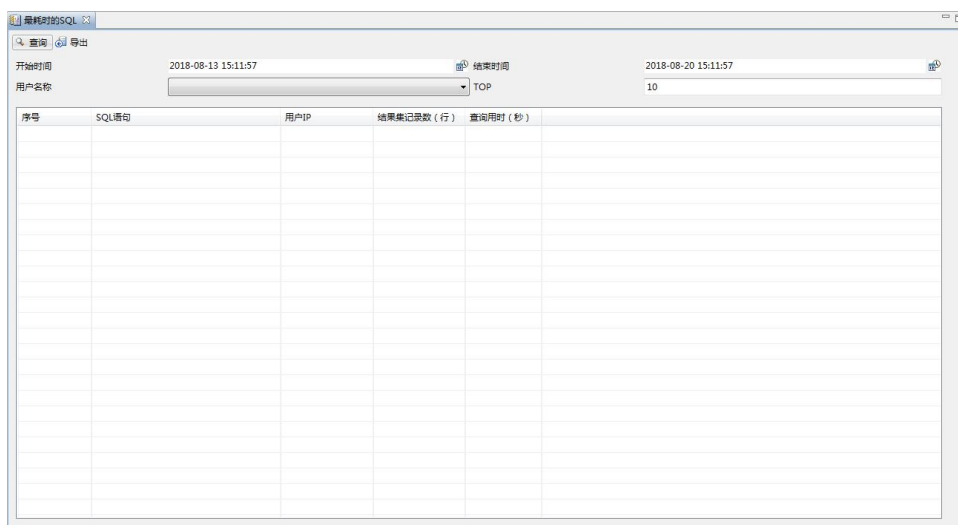 最耗时的SQL
查询 导出
开始时间 2018-08-13 15:11:57 结束时间 2018-08-20 15:11:57
用户名称 TOP 10
序号 SQL语句 用户IP 结果集记录数（行） 查询用时（秒）